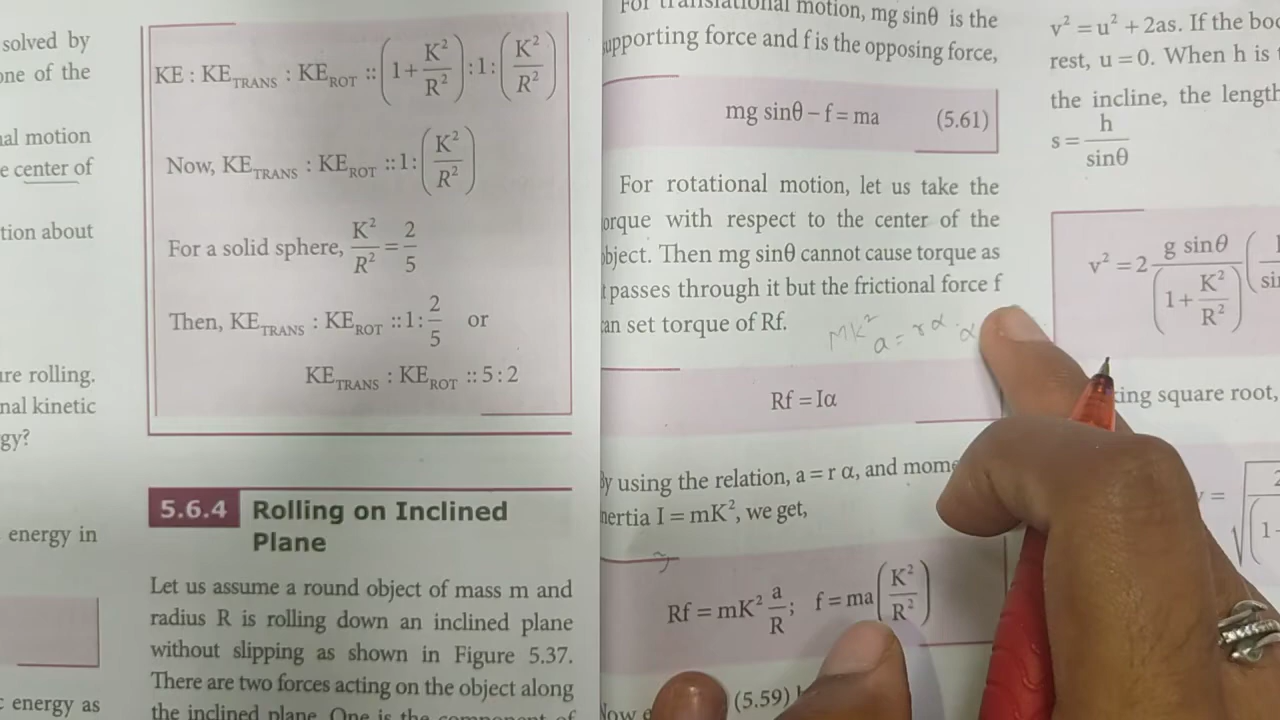 solved by
one of the
al motion
e center of
tion about
are rolling.
nal kinetic
gy?
energy in
energy as
KE : KE_TRANS : KE_ROT :: (1 + K²/R²) : 1 : (K²/R²)
Now, KE_TRANS : KE_ROT :: 1 : (K²/R²)
For a solid sphere, K²/R² = 2/5
Then, KE_TRANS : KE_ROT :: 1 : 2/5 or
KE_TRANS : KE_ROT :: 5 : 2
5.6.4 Rolling on Inclined
Plane
Let us assume a round object of mass m and
radius R is rolling down an inclined plane
without slipping as shown in Figure 5.37.
There are two forces acting on the object along
the inclined plane. One is the component of
For translational motion, mg sinθ is the
upporting force and f is the opposing force,
mg sinθ − f = ma (5.61)
For rotational motion, let us take the
orque with respect to the center of the
bject. Then mg sinθ cannot cause torque as
t passes through it but the frictional force f
an set torque of Rf.
MK² a = rα . α
Rf = Iα
By using the relation, a = r α, and mome
nertia I = mK², we get,
Rf = mK² a/R; f = ma (K²/R²)
Now e (5.59)
v² = u² + 2as. If the bo
rest, u = 0. When h is
the incline, the length
s = h/sinθ
v² = 2 g sinθ/(1 + K²/R²) (
king square root,